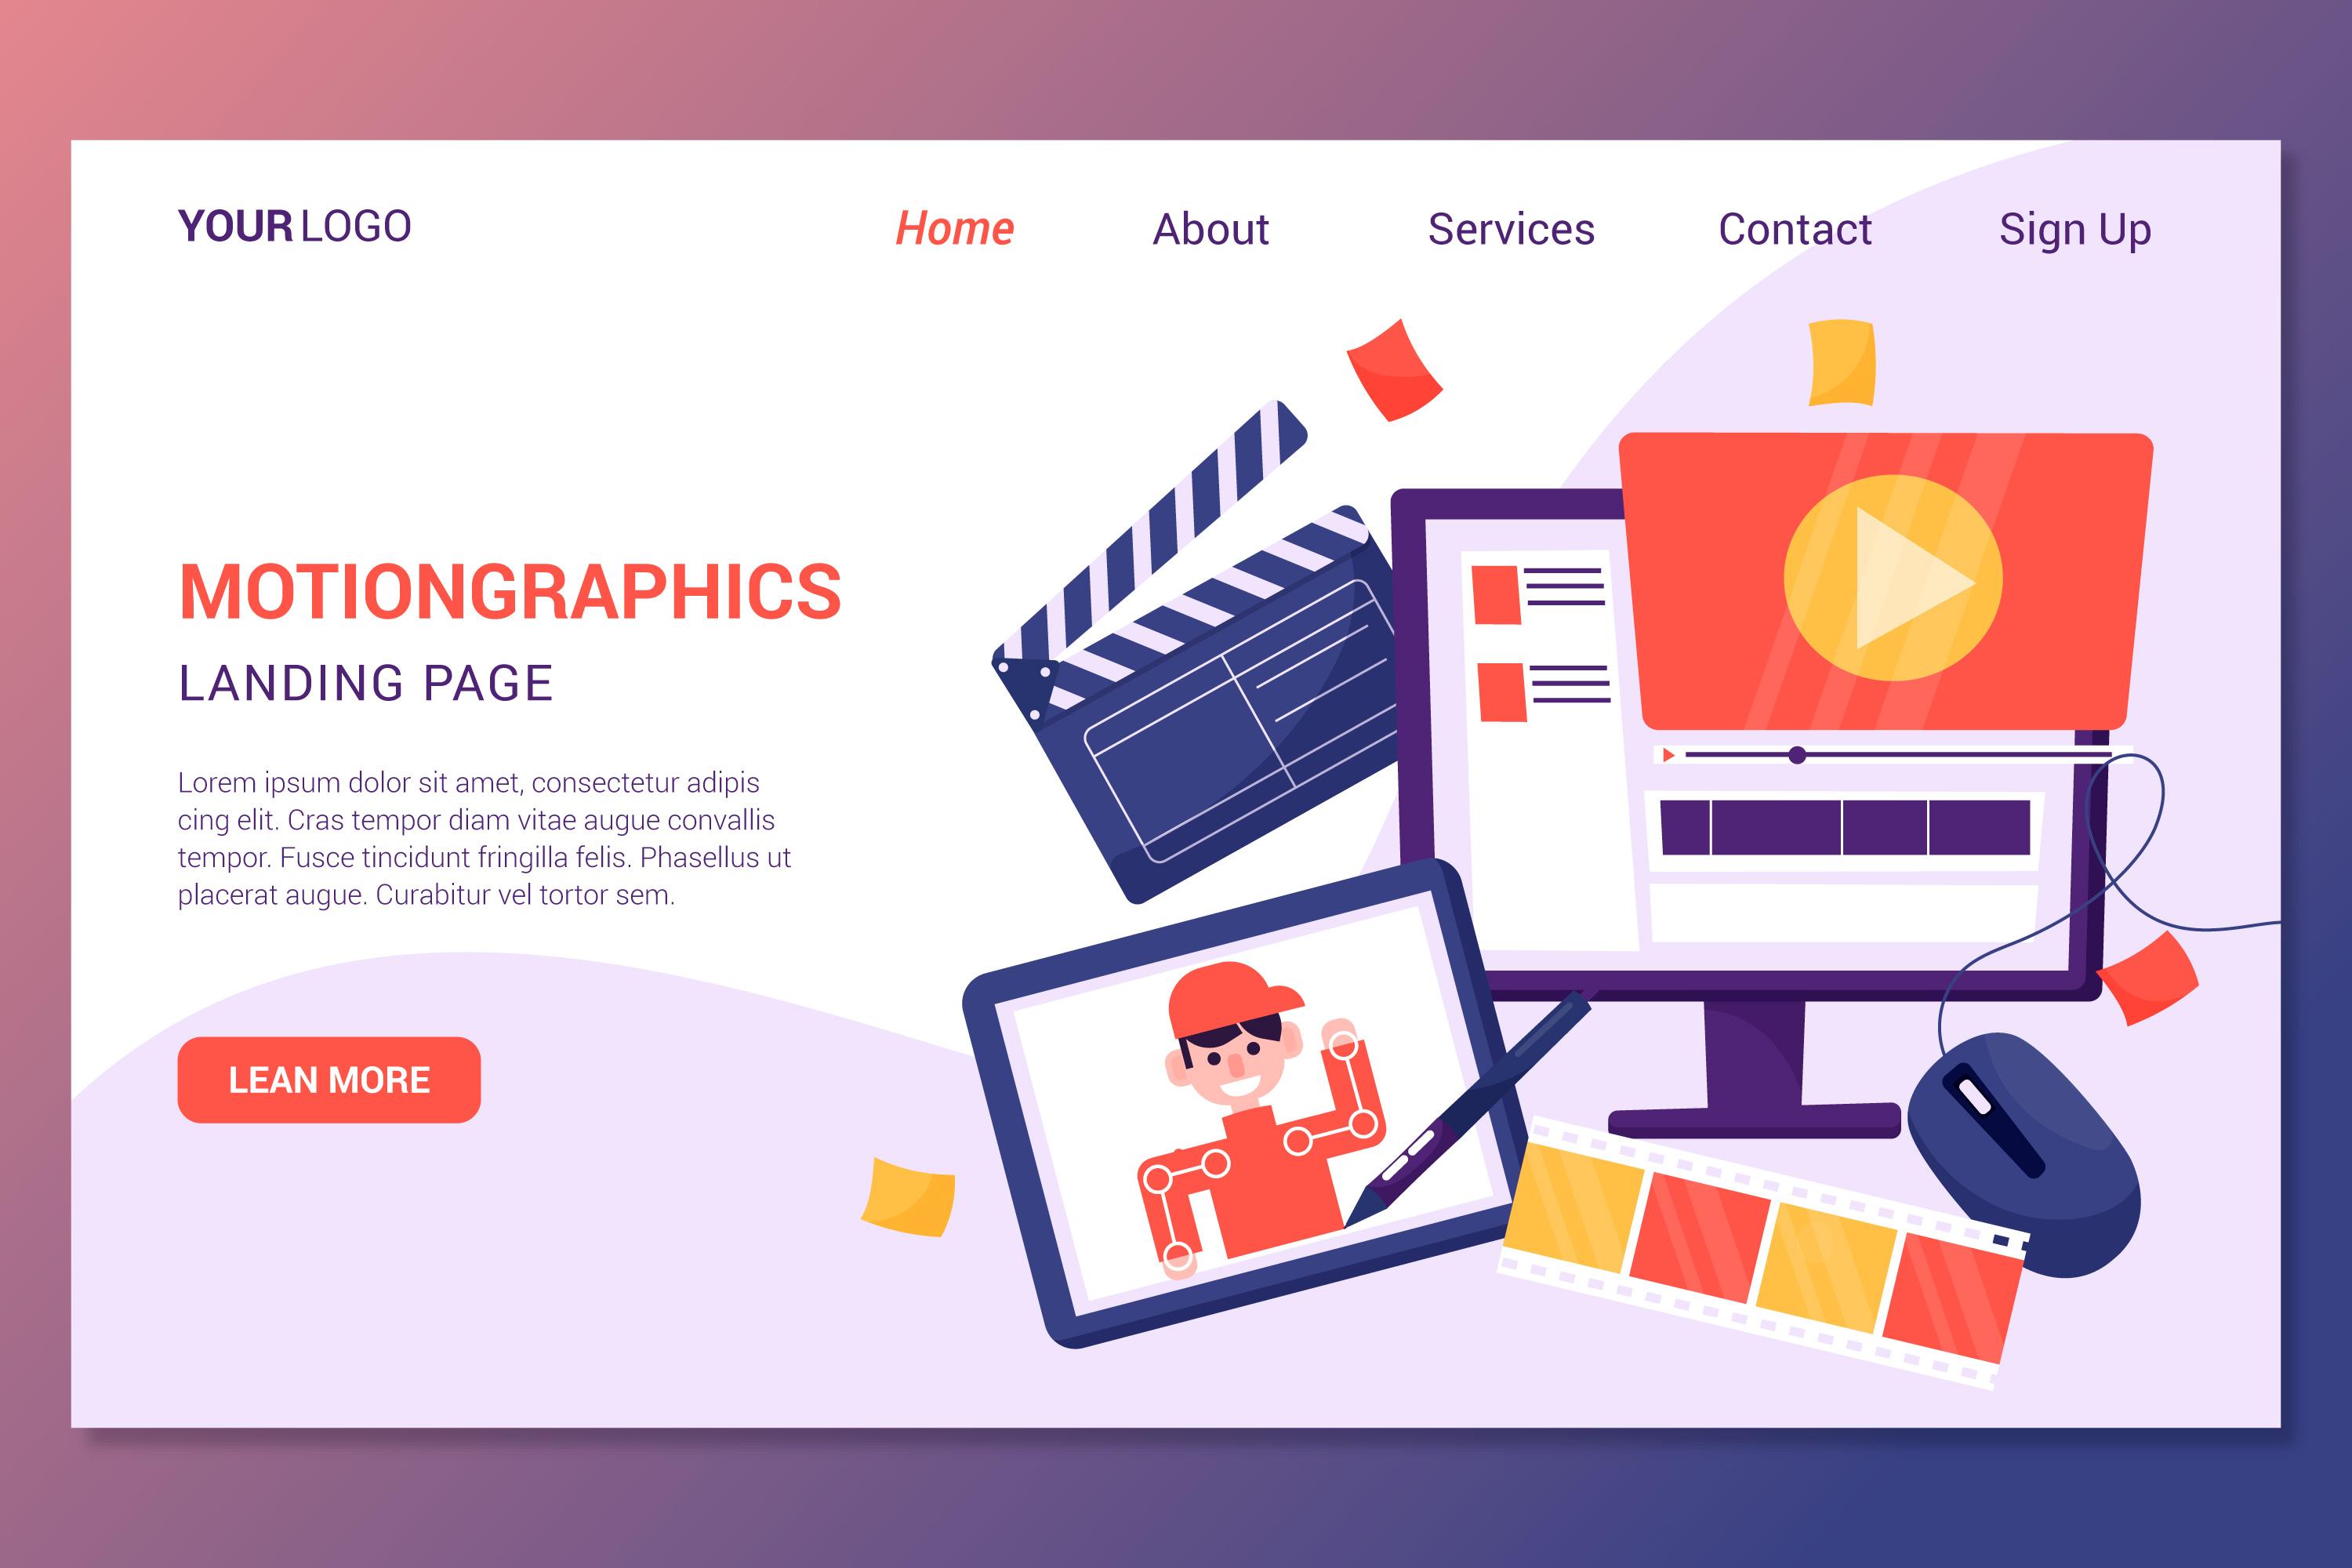 YOUR LOGO
Home About Services Contact Sign Up
MOTIONGRAPHICS
LANDING PAGE
Lorem ipsum dolor sit amet, consectetur adipis
cing elit. Cras tempor diam vitae augue convallis
tempor. Fusce tincidunt fringilla felis. Phasellus ut
placerat augue. Curabitur vel tortor sem.
LEAN MORE